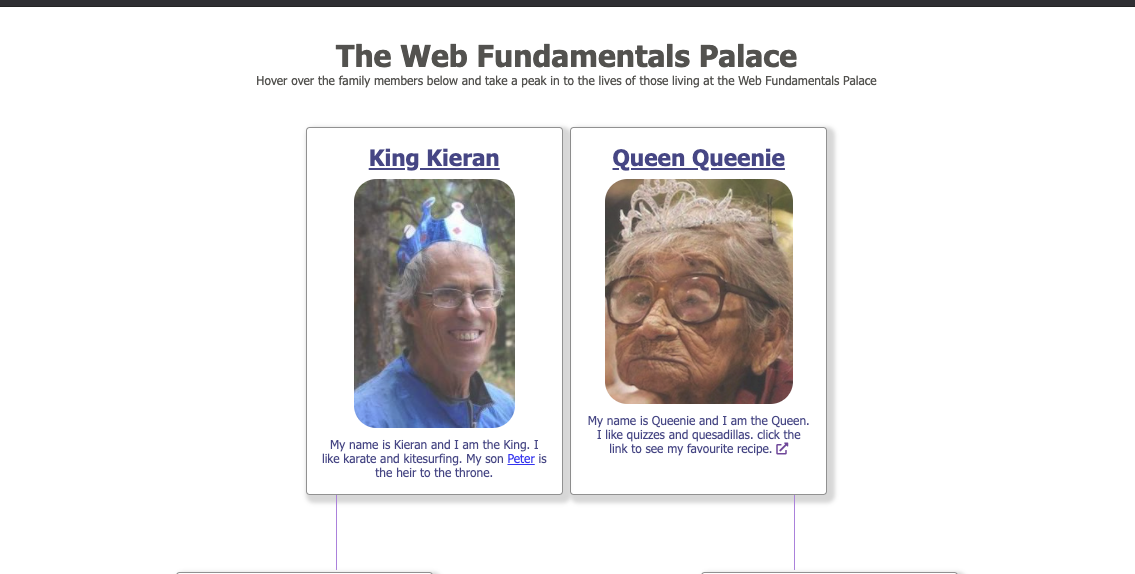 The Web Fundamentals Palace
Hover over the family members below and take a peak in to the lives of those living at the Web Fundamentals Palace
King Kieran
My name is Kieran and I am the King. I
like karate and kitesurfing. My son Peter is
the heir to the throne.
Queen Queenie
My name is Queenie and I am the Queen.
I like quizzes and quesadillas. click the
link to see my favourite recipe.